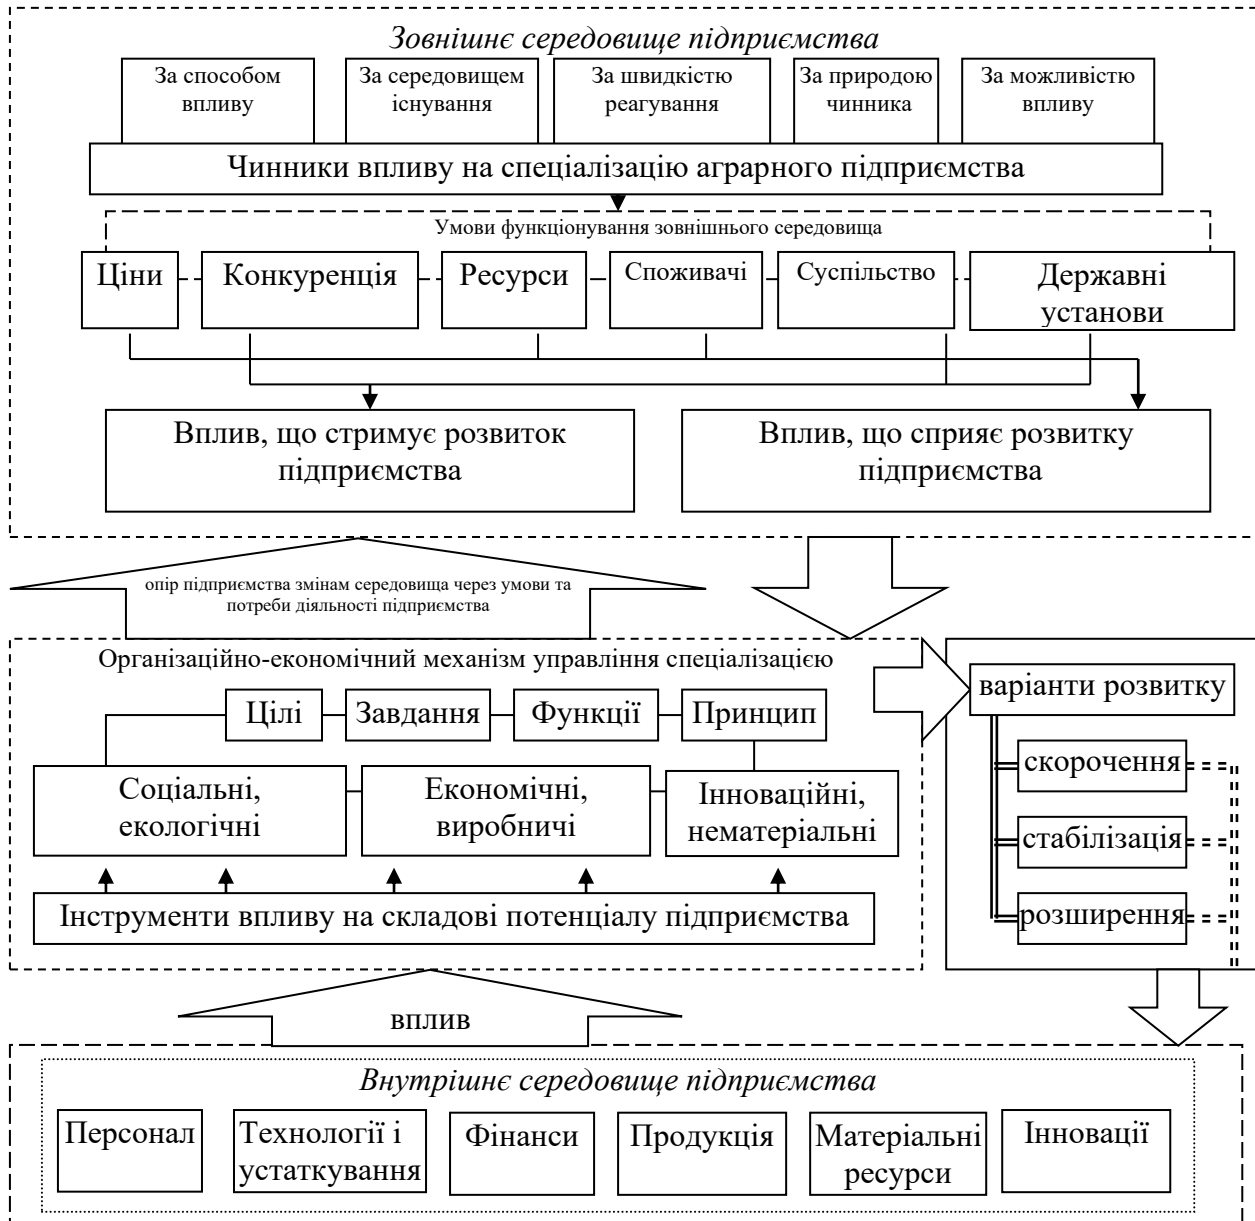 Зовнішнє середовище підприємства
За способом
впливу
За середовищем
існування
За швидкістю
реагування
За природою
чинника
За можливістю
впливу
Чинники впливу на спеціалізацію аграрного підприємства
Умови функціонування зовнішнього середовища
Ціни
Конкуренція
Ресурси
Споживачі
Суспільство
Державні
установи
Вплив, що стримує розвиток
підприємства
Вплив, що сприяє розвитку
підприємства
опір підприємства змінам середовища через умови та
потреби діяльності підприємства
Організаційно-економічний механізм управління спеціалізацією
Цілі
Завдання
Функції
Принцип
Соціальні,
екологічні
Економічні,
виробничі
Інноваційні,
нематеріальні
Інструменти впливу на складові потенціалу підприємства
варіанти розвитку
скорочення
стабілізація
розширення
вплив
Внутрішнє середовище підприємства
Персонал
Технології і
устаткування
Фінанси
Продукція
Матеріальні
ресурси
Інновації